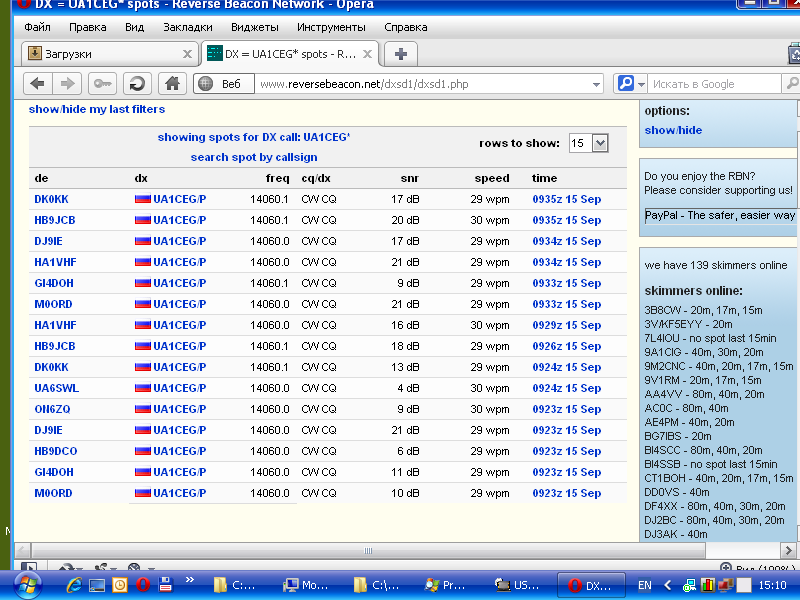 DX = UA1CEG* spots - Reverse Beacon Network - Opera
Файл Правка Вид Закладки Виджеты Инструменты Справка
Загрузки DX = UA1CEG* spots - R...
Веб www.reversebeacon.net/dxsd1/dxsd1.php Искать в Google
show/hide my last filters
showing spots for DX call: UA1CEG*
search spot by callsign
rows to show: 15
de dx freq cq/dx snr speed time
DK0KK UA1CEG/P 14060.1 CW CQ 17 dB 29 wpm 0935z 15 Sep
HB9JCB UA1CEG/P 14060.1 CW CQ 20 dB 30 wpm 0935z 15 Sep
DJ9IE UA1CEG/P 14060.0 CW CQ 17 dB 29 wpm 0934z 15 Sep
HA1VHF UA1CEG/P 14060.0 CW CQ 21 dB 29 wpm 0934z 15 Sep
GI4DOH UA1CEG/P 14060.1 CW CQ 9 dB 29 wpm 0933z 15 Sep
M0ORD UA1CEG/P 14060.0 CW CQ 21 dB 29 wpm 0933z 15 Sep
HA1VHF UA1CEG/P 14060.0 CW CQ 16 dB 30 wpm 0929z 15 Sep
HB9JCB UA1CEG/P 14060.1 CW CQ 18 dB 29 wpm 0926z 15 Sep
DK0KK UA1CEG/P 14060.1 CW CQ 13 dB 29 wpm 0924z 15 Sep
UA6SWL UA1CEG/P 14060.0 CW CQ 4 dB 30 wpm 0924z 15 Sep
ON6ZQ UA1CEG/P 14060.0 CW CQ 9 dB 30 wpm 0923z 15 Sep
DJ9IE UA1CEG/P 14060.0 CW CQ 21 dB 29 wpm 0923z 15 Sep
HB9DCO UA1CEG/P 14060.0 CW CQ 6 dB 29 wpm 0923z 15 Sep
GI4DOH UA1CEG/P 14060.0 CW CQ 11 dB 29 wpm 0923z 15 Sep
M0ORD UA1CEG/P 14060.0 CW CQ 10 dB 29 wpm 0923z 15 Sep
options:
show/hide
Do you enjoy the RBN?
Please consider supporting us!
PayPal - The safer, easier way
we have 139 skimmers online
skimmers online:
3B8CW - 20m, 17m, 15m
3V/KF5EYY - 20m
7L4IOU - no spot last 15min
9A1CIG - 40m, 30m, 20m
9M2CNC - 40m, 20m, 17m, 15m
9V1RM - 20m, 17m, 15m
AA4VV - 80m, 40m, 20m
AC0C - 80m, 40m
AE4PM - 40m, 20m
BG7IBS - 20m
BI4SCC - 80m, 40m, 20m
BI4SSB - no spot last 15min
CT1BOH - 40m, 20m, 17m, 15m
DD0VS - 40m
DF4XX - 80m, 40m, 30m, 20m
DJ2BC - 80m, 40m, 30m, 20m
DJ3AK - 40m
Вид (100%)
» C:... Mo... C:\... Pr... US... DX... EN 15:10